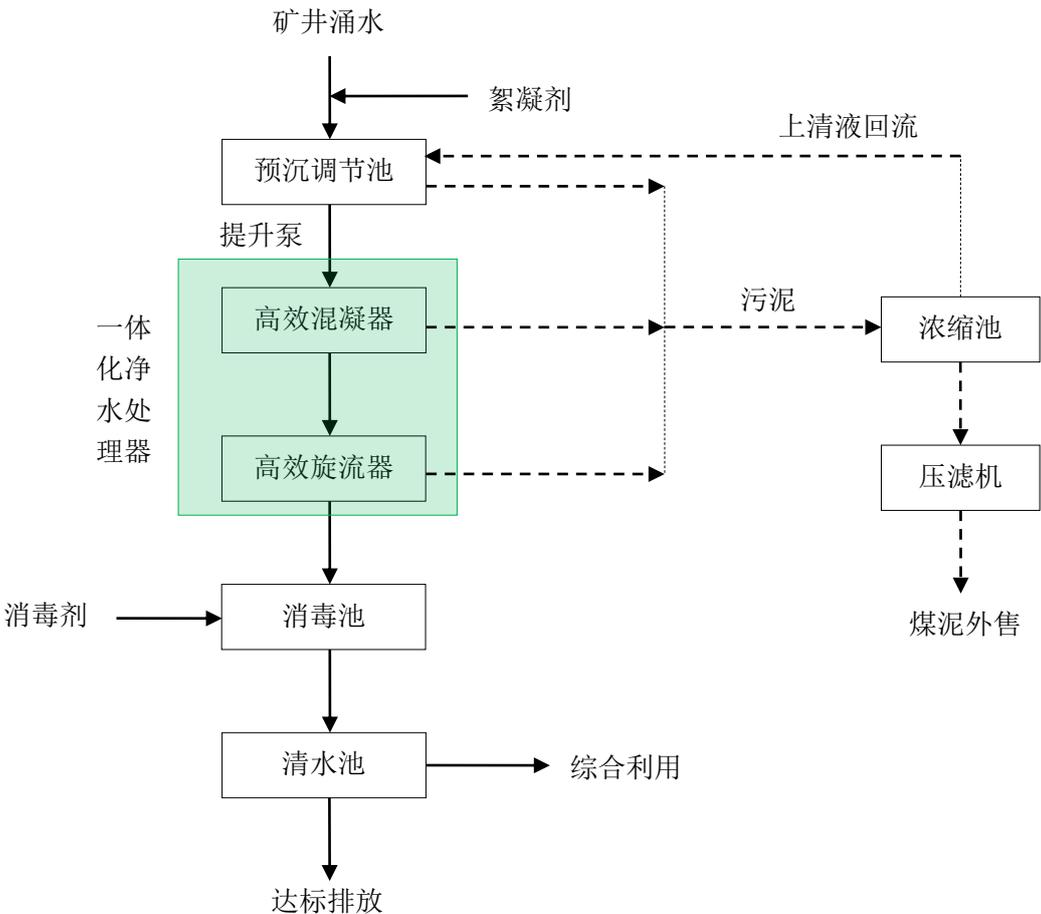 矿井涌水
絮凝剂
上清液回流
预沉调节池
提升泵
高效混凝器
污泥
浓缩池
一体
化净
水处
理器
高效旋流器
压滤机
消毒剂
消毒池
煤泥外售
清水池
综合利用
达标排放